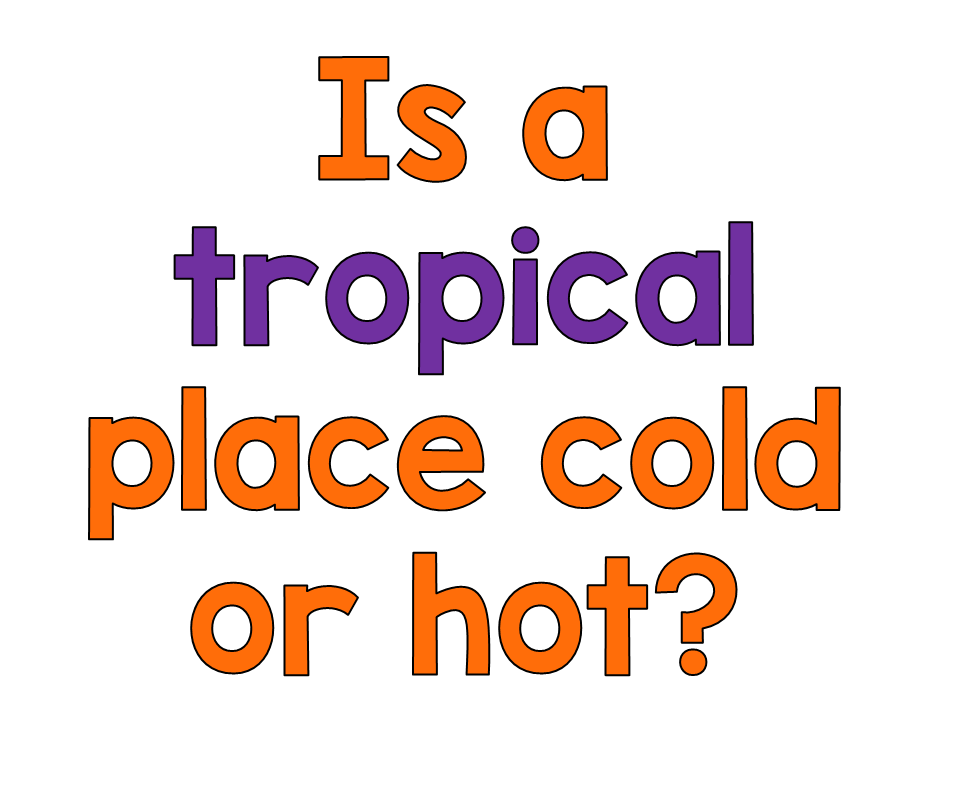 Is a
tropical
place cold
or hot?